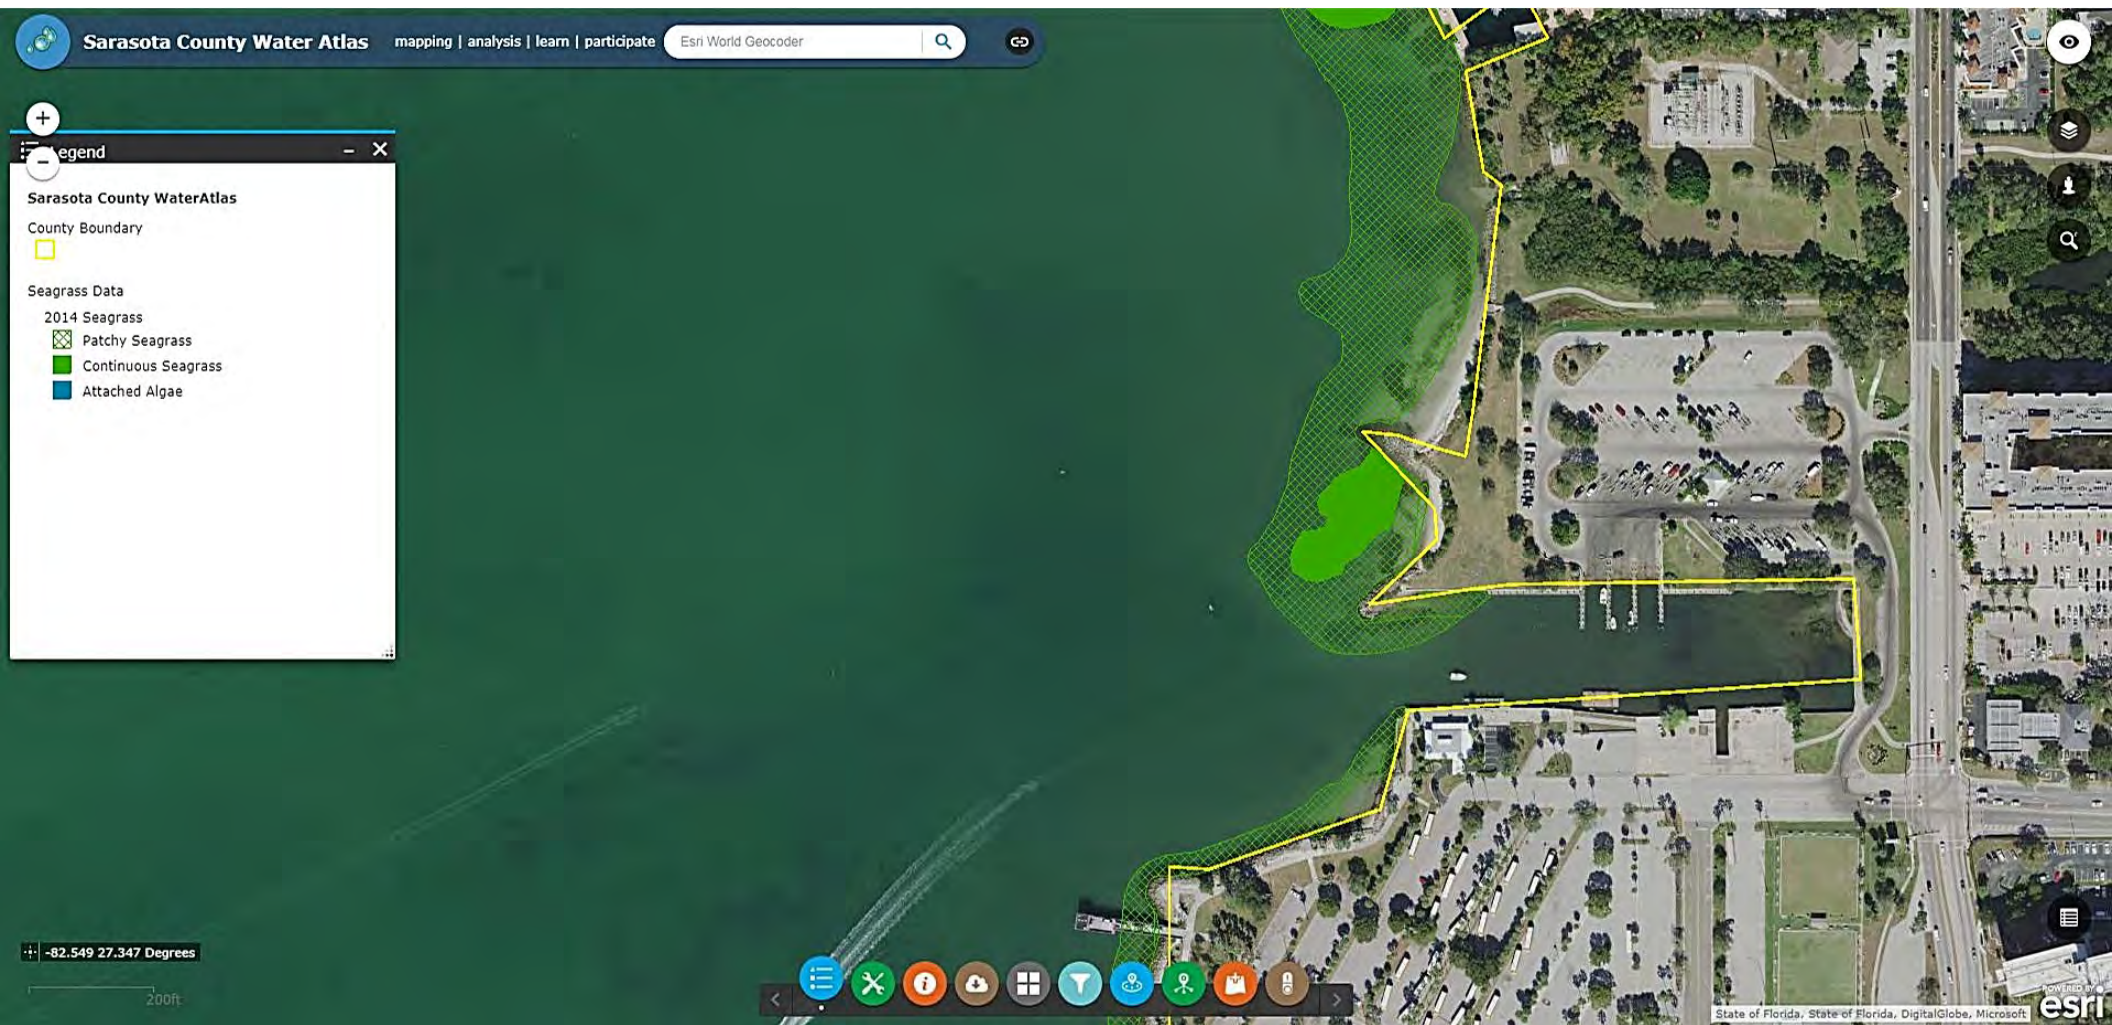 Sarasota County Water Atlas
mapping | analysis | learn | participate
Esri World Geocoder
egend
Sarasota County WaterAtlas
County Boundary
Seagrass Data
2014 Seagrass
Patchy Seagrass
Continuous Seagrass
Attached Algae
-82.549 27.347 Degrees
200ft
POWERED BY
esri
State of Florida, State of Florida, DigitalGlobe, Microsoft